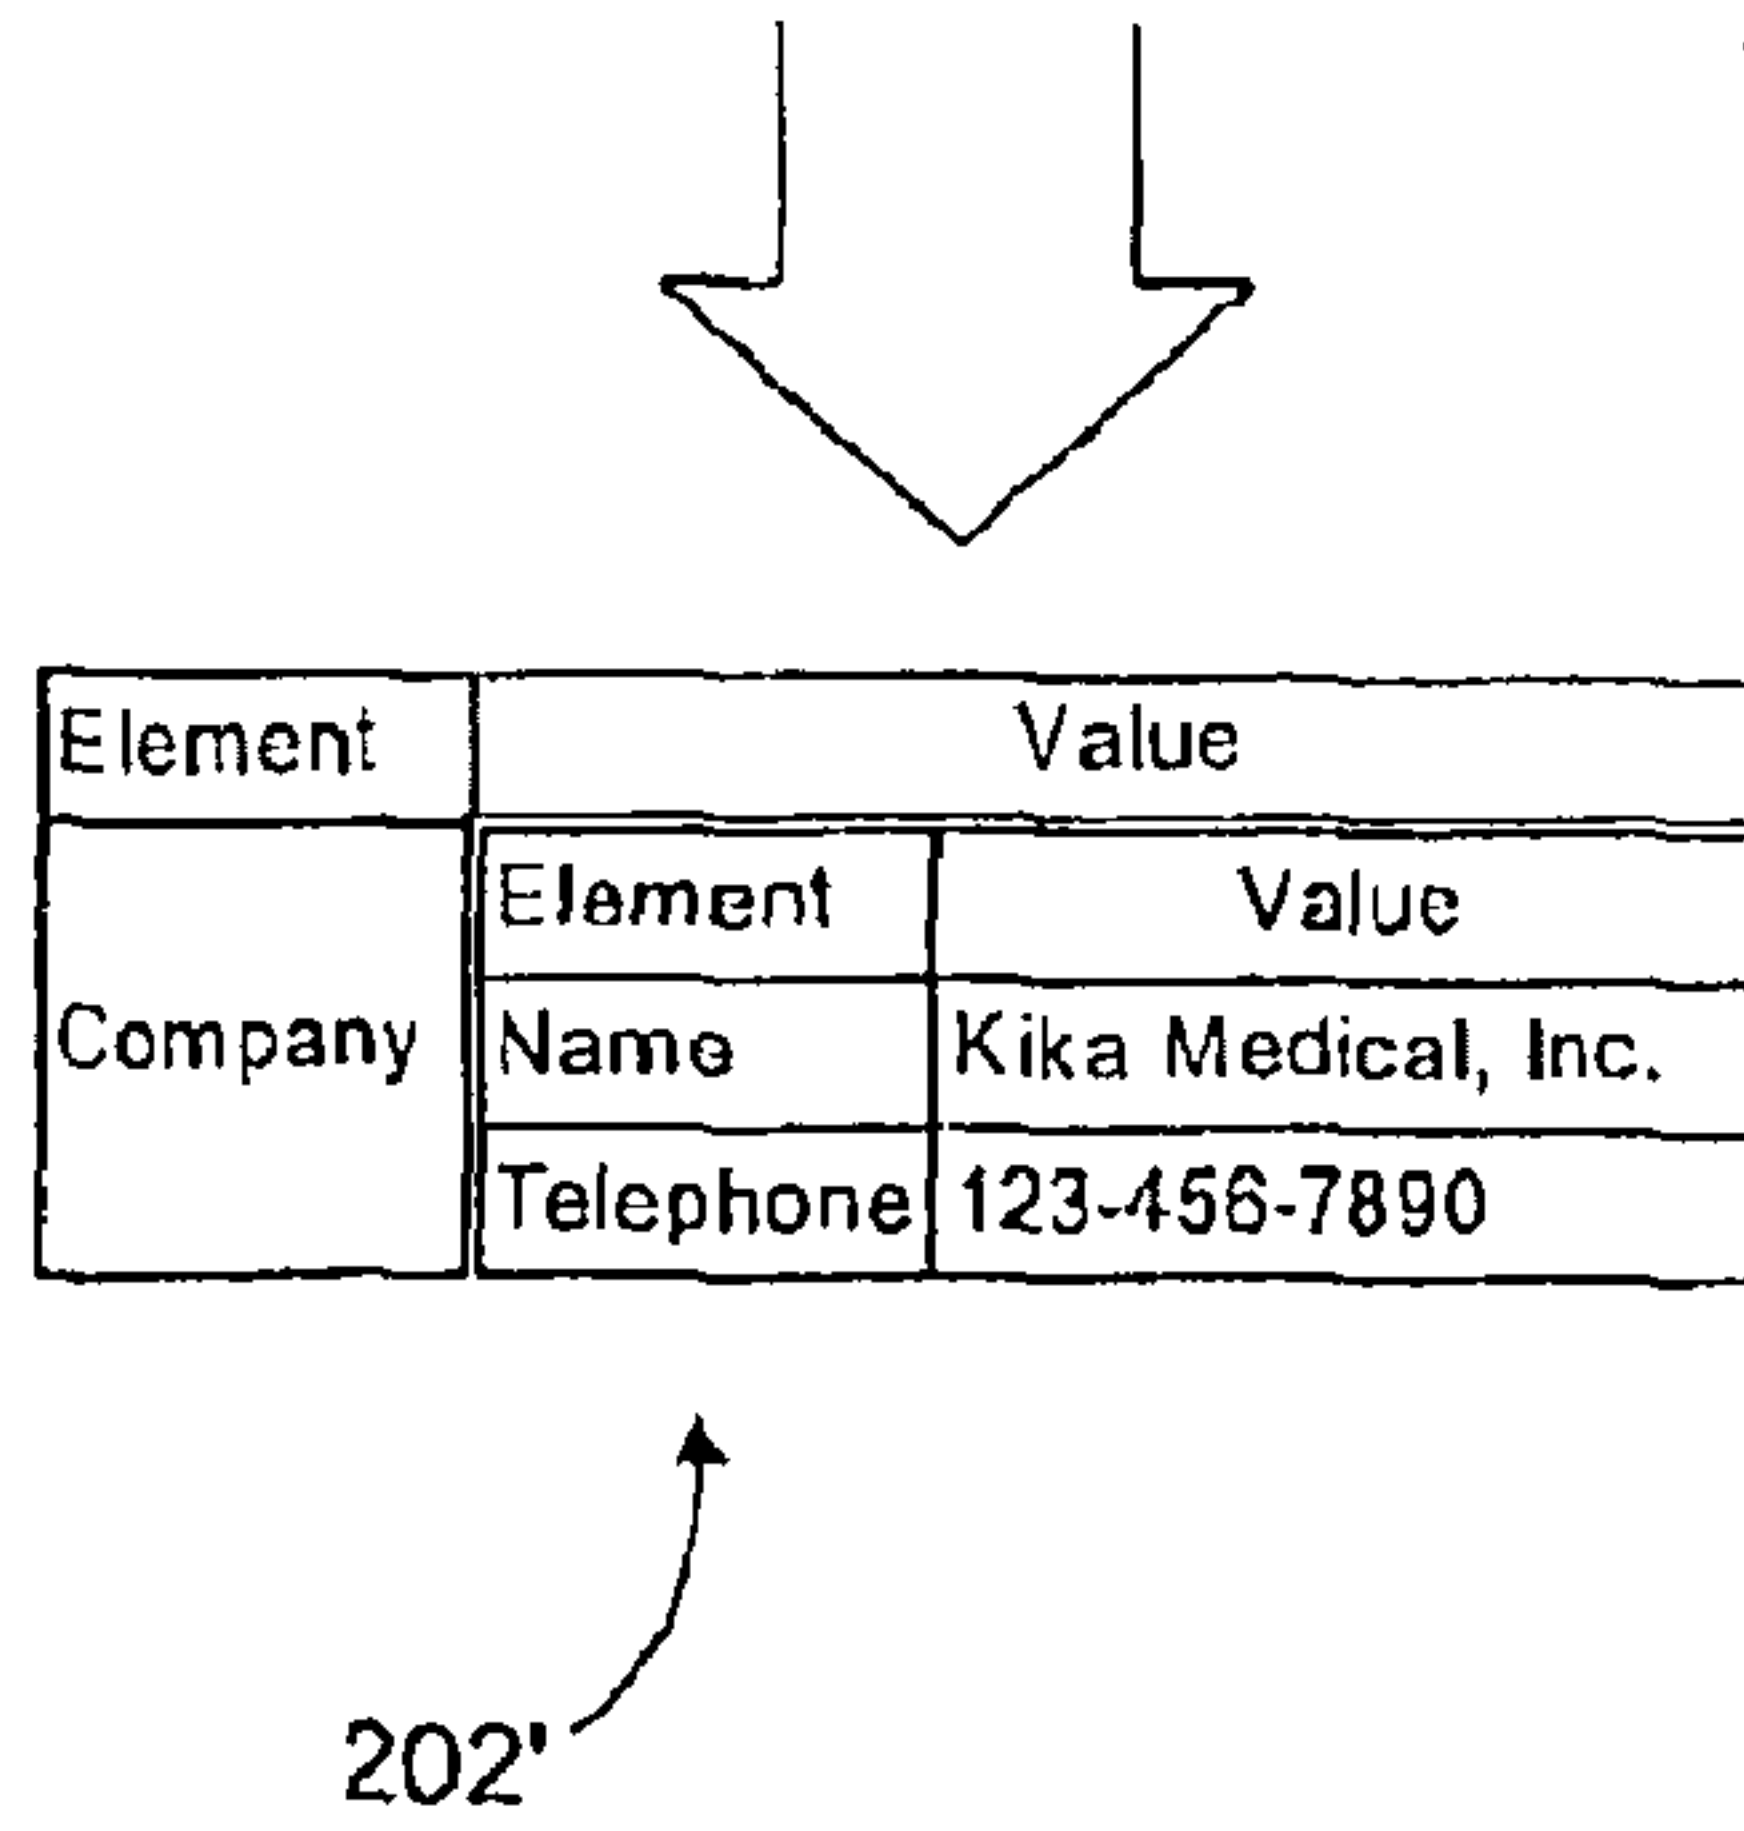 Element Value
Element Value
Company
Name Kika Medical, Inc.
Telephone 123-456-7890
202'